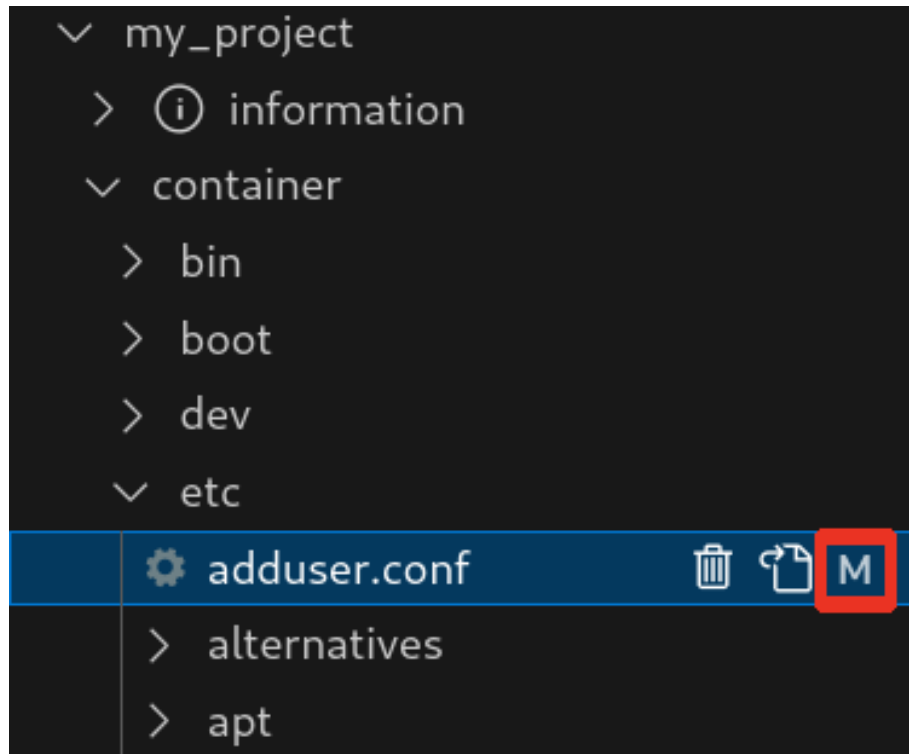 my_project
information
container
bin
boot
dev
etc
adduser.conf M
alternatives
apt